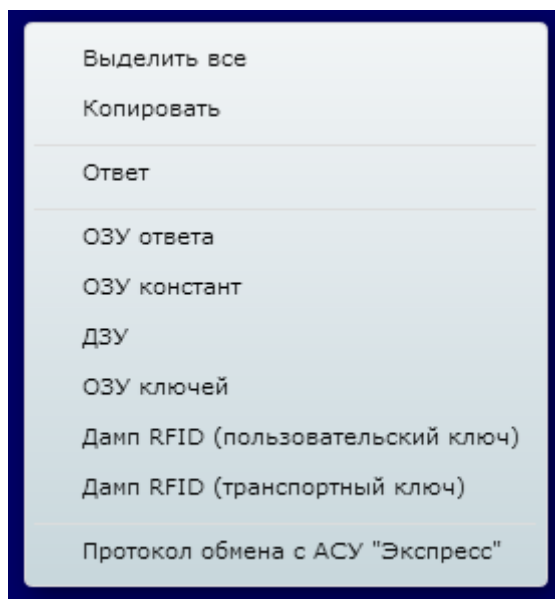 Выделить все
Копировать
Ответ
ОЗУ ответа
ОЗУ констант
ДЗУ
ОЗУ ключей
Дамп RFID (пользовательский ключ)
Дамп RFID (транспортный ключ)
Протокол обмена с АСУ "Экспресс"